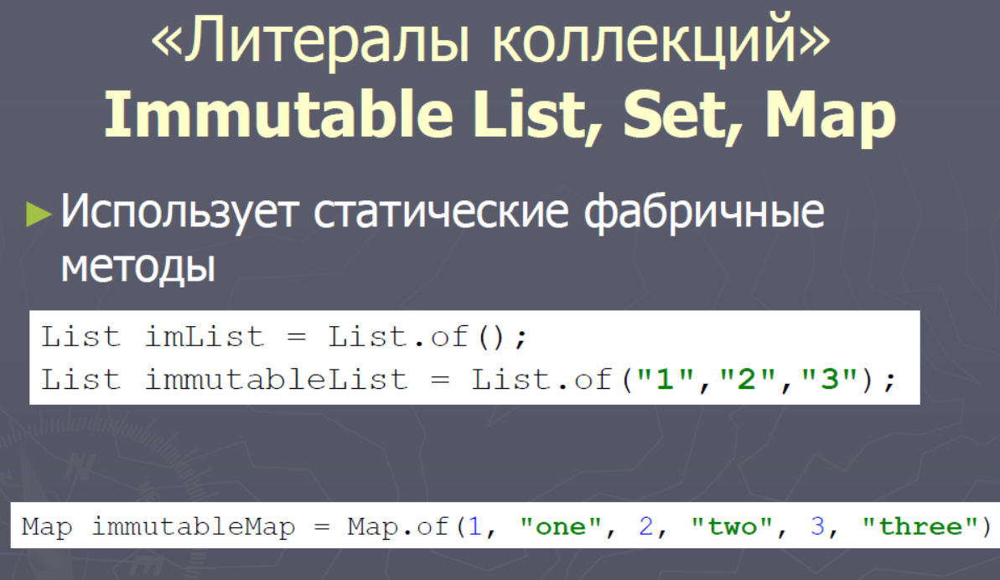 «Литералы коллекций»
Immutable List, Set, Map
Использует статические фабричные
методы
List imList = List.of();
List immutableList = List.of("1","2","3");
Map immutableMap = Map.of(1, "one", 2, "two", 3, "three")